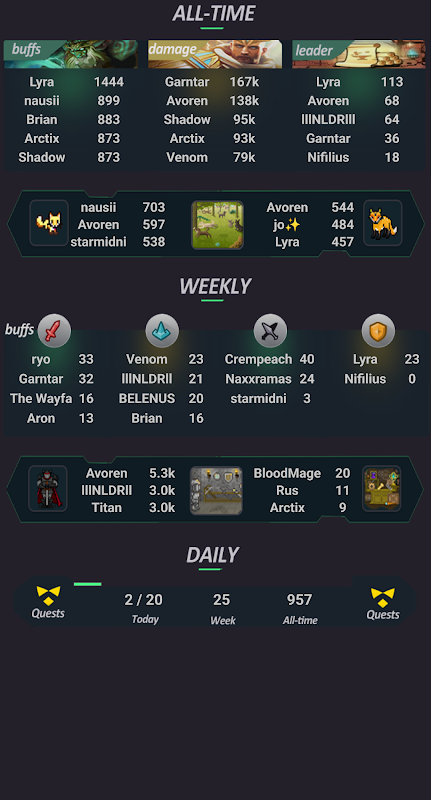 ALL-TIME
buffs damage leader
Lyra 1444 Garntar 167k Lyra 113
nausii 899 Avoren 138k Avoren 68
Brian 883 Shadow 95k lllNLDRlll 64
Arctix 873 Arctix 93k Garntar 36
Shadow 873 Venom 79k Nifilius 18
nausii 703 Avoren 544
Avoren 597 jo✨ 484
starmidni 538 Lyra 457
WEEKLY
buffs
ryo 33 Venom 23 Crempeach 40 Lyra 23
Garntar 32 lllNLDRll 21 Naxxramas 24 Nifilius 0
The Wayfa 16 BELENUS 20 starmidni 3
Aron 13 Brian 16
Avoren 5.3k BloodMage 20
lllNLDRll 3.0k Rus 11
Titan 3.0k Arctix 9
DAILY
Quests 2 / 20 25 957 Quests
Today Week All-time